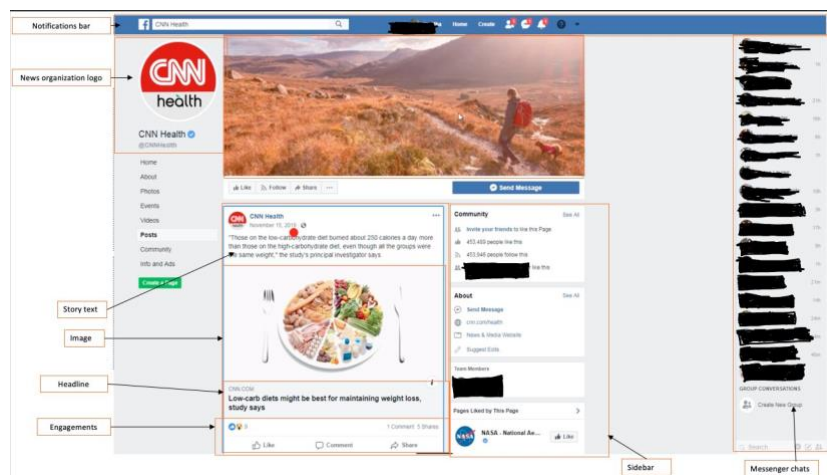 Notifications bar
CNN Health
Home Create
News organization logo
CNN
health
CNN Health
@CNNHealth
Home
About
Photos
Events
Videos
Posts
Community
Info and Ads
Create a Page
Like Follow Share ...
Send Message
CNN Health
November 15, 2018
"Those on the low-carbohydrate diet burned about 250 calories a day more
than those on the high-carbohydrate diet, even though all the groups were
same weight," the study's principal investigator says
Story text
Image
Headline
CNN.COM
Low-carb diets might be best for maintaining weight loss,
study says
Engagements
9
1 Comment 5 Shares
Like Comment Share
Community See All
Invite your friends to like this Page
people like this
people follow this
like this
About See All
Send Message
cnn.com/health
News & Media Website
Suggest Edits
Team Members
Pages Liked by This Page
NASA
NASA - National Ae...
Like
Sidebar
GROUP CONVERSATIONS
Create New Group
Search
Messenger chats